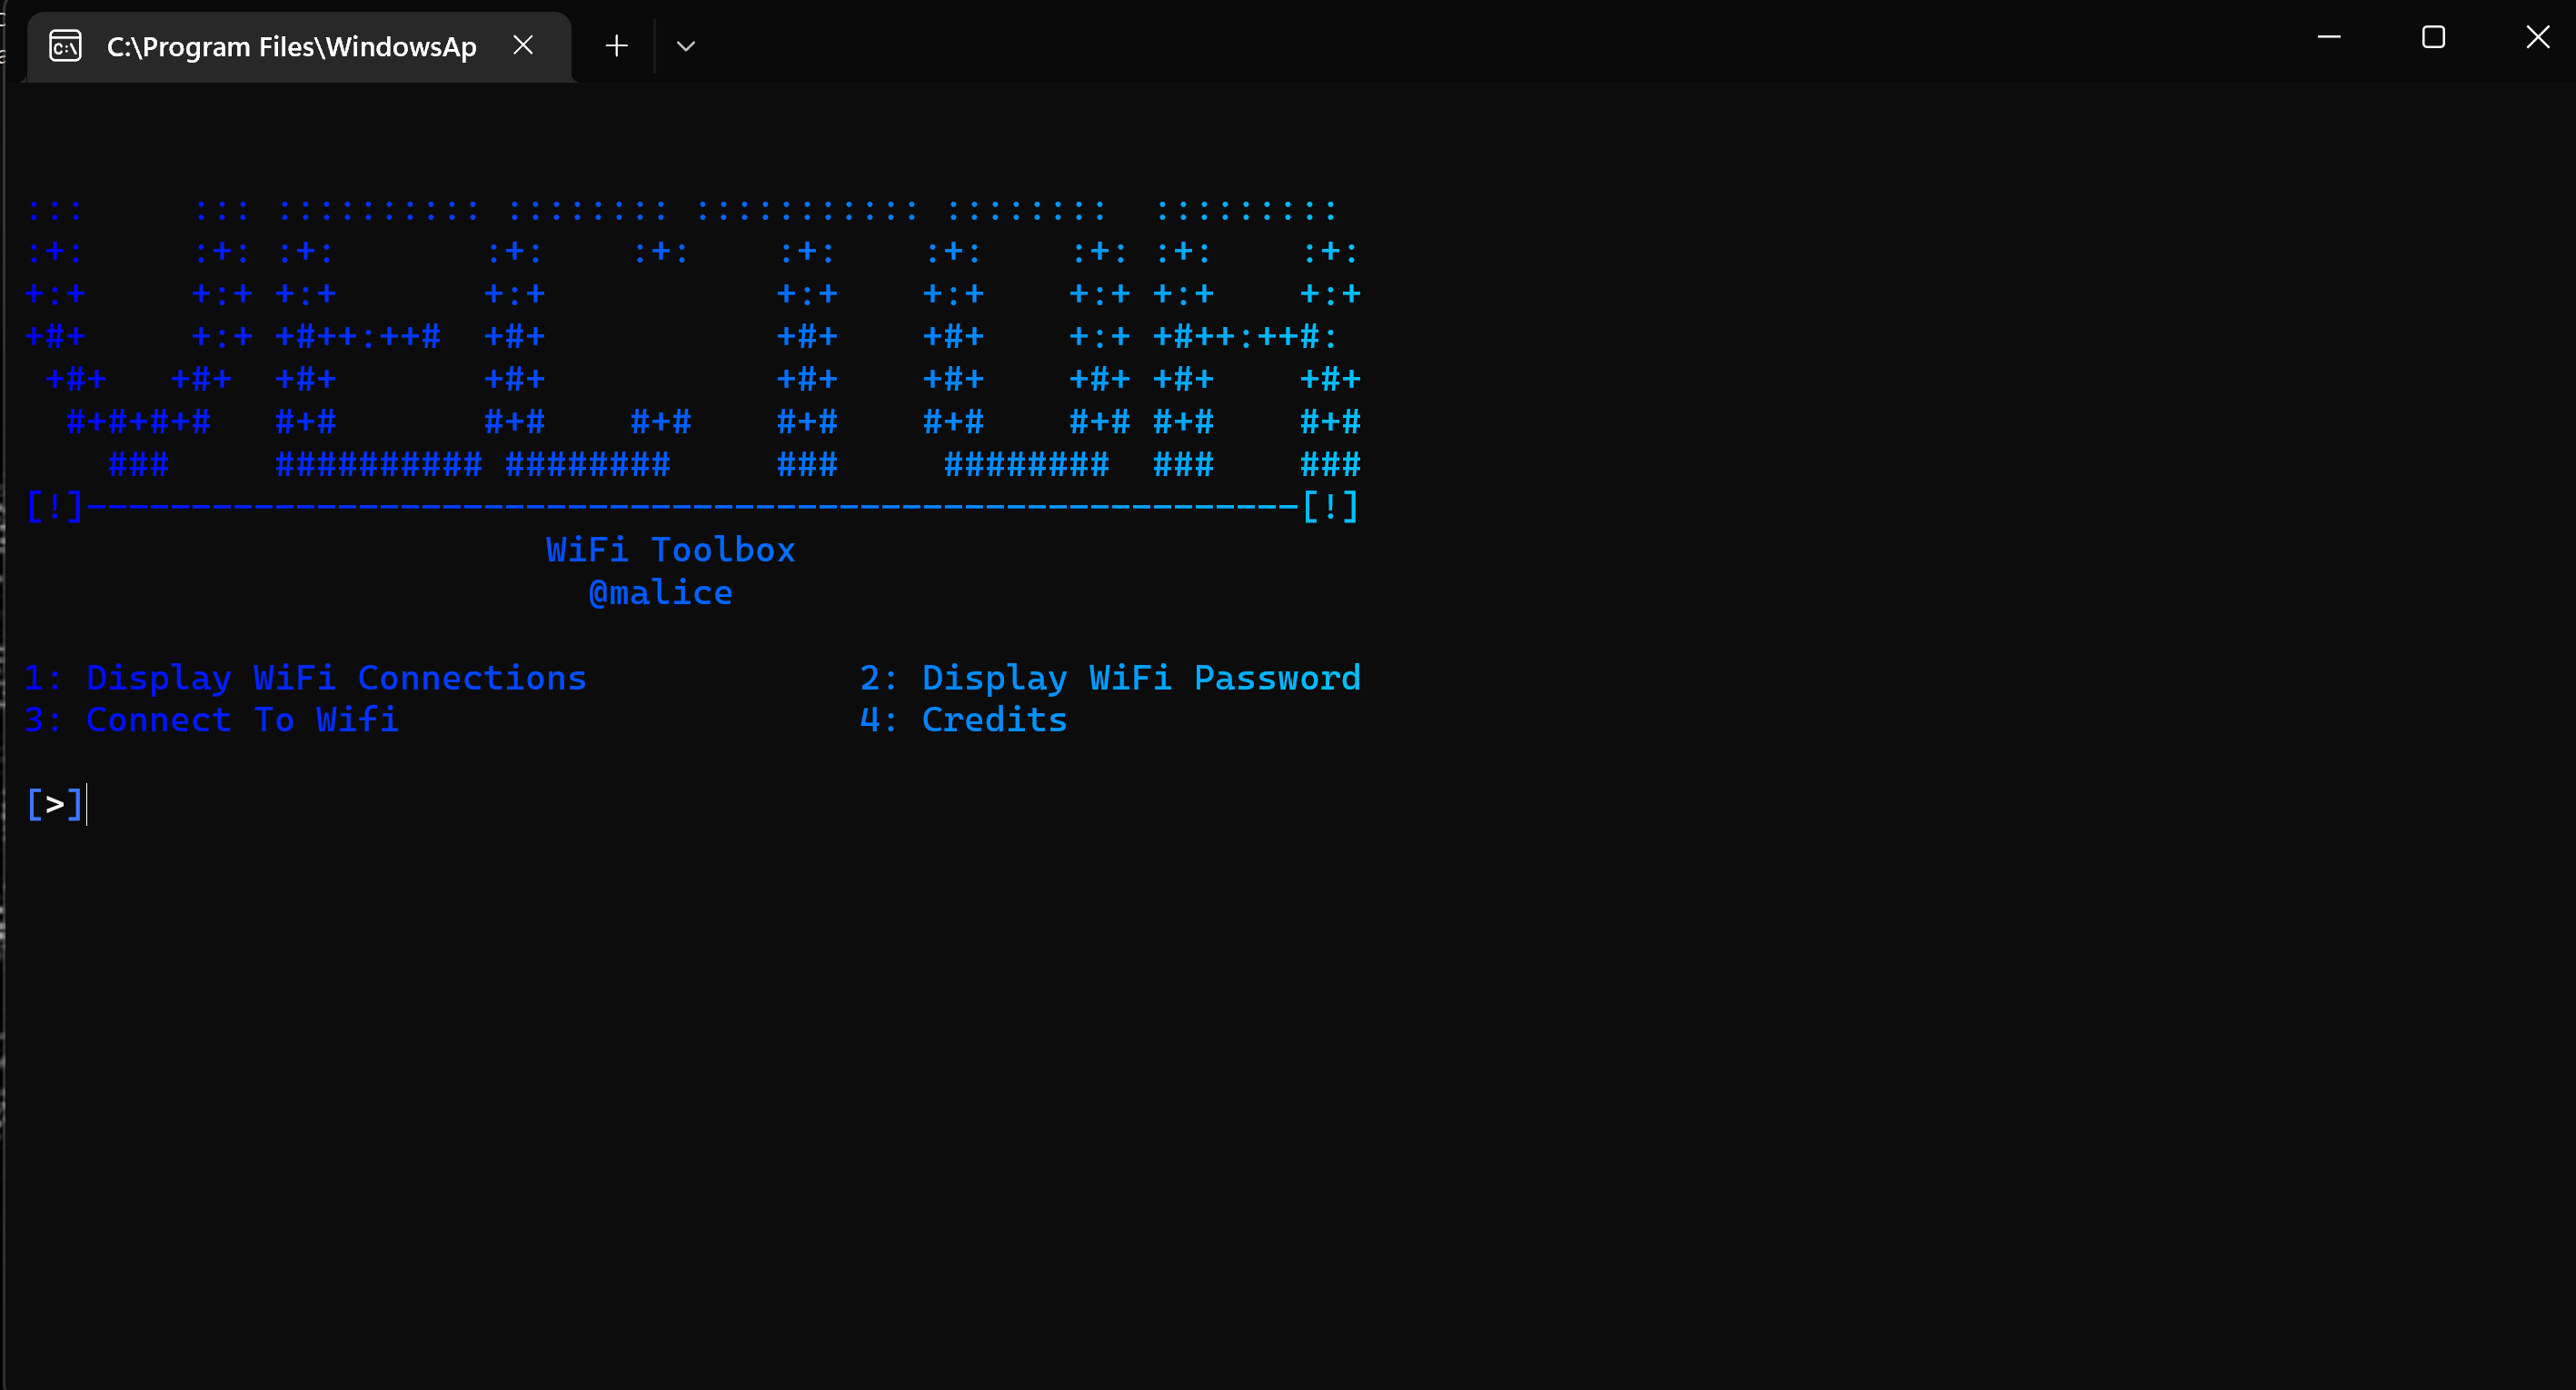 C:\Program Files\WindowsAp
VECTOR
[!]----------------------------------------------------------[!]
WiFi Toolbox
@malice
1: Display WiFi Connections 2: Display WiFi Password
3: Connect To Wifi 4: Credits
[>]